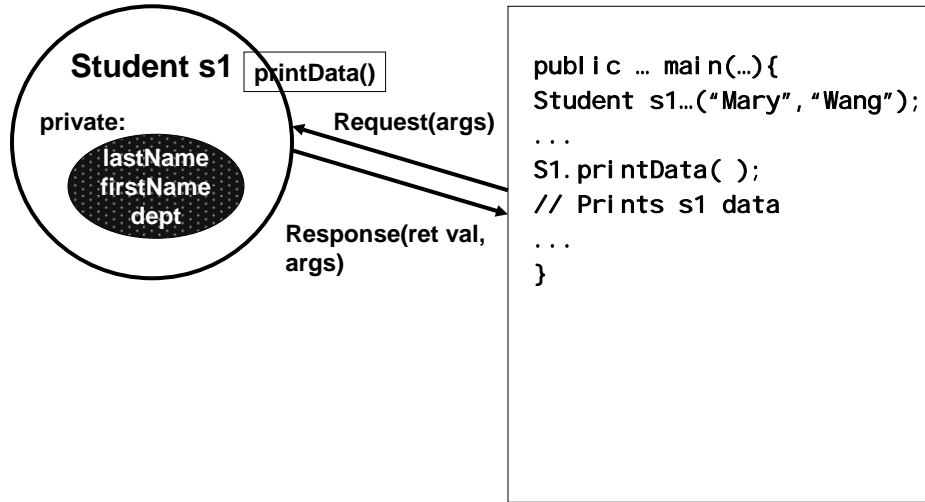 Student s1
printData()
private:
lastName
firstName
dept
Request(args)
Response(ret val,
args)
public … main(…){
Student s1…(“Mary”,“Wang”);
...
S1.printData( );
// Prints s1 data
...
}